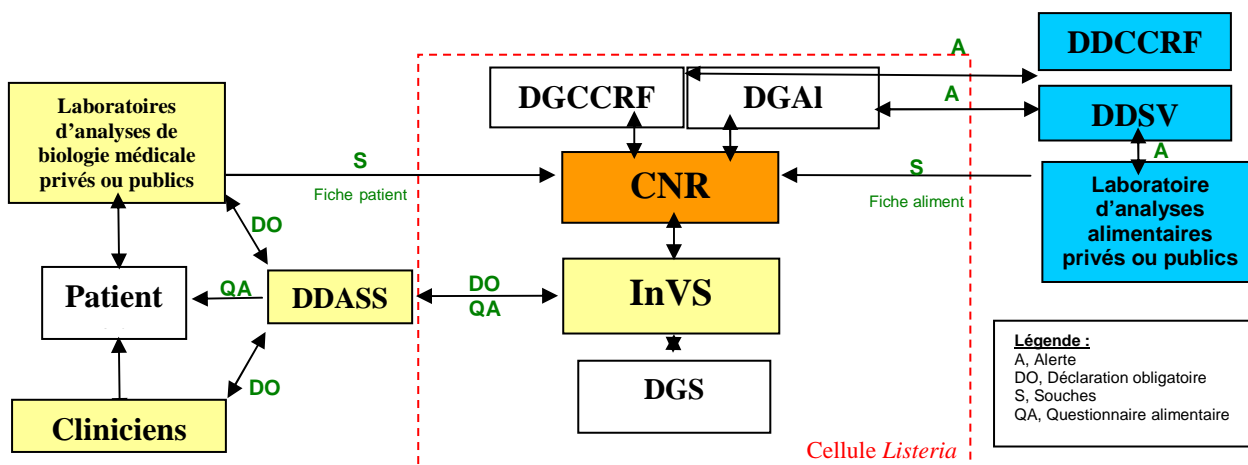 A
DDCCRF
DGCCRF
DGAl
A
DDSV
A
Laboratoires
d'analyses de
biologie médicale
privés ou publics
S
Fiche patient
CNR
S
Fiche aliment
Laboratoire
d'analyses
alimentaires
privés ou publics
DO
Patient
QA
DDASS
DO
QA
InVS
DO
Cliniciens
DGS
Cellule Listeria
Légende :
A, Alerte
DO, Déclaration obligatoire
S, Souches
QA, Questionnaire alimentaire